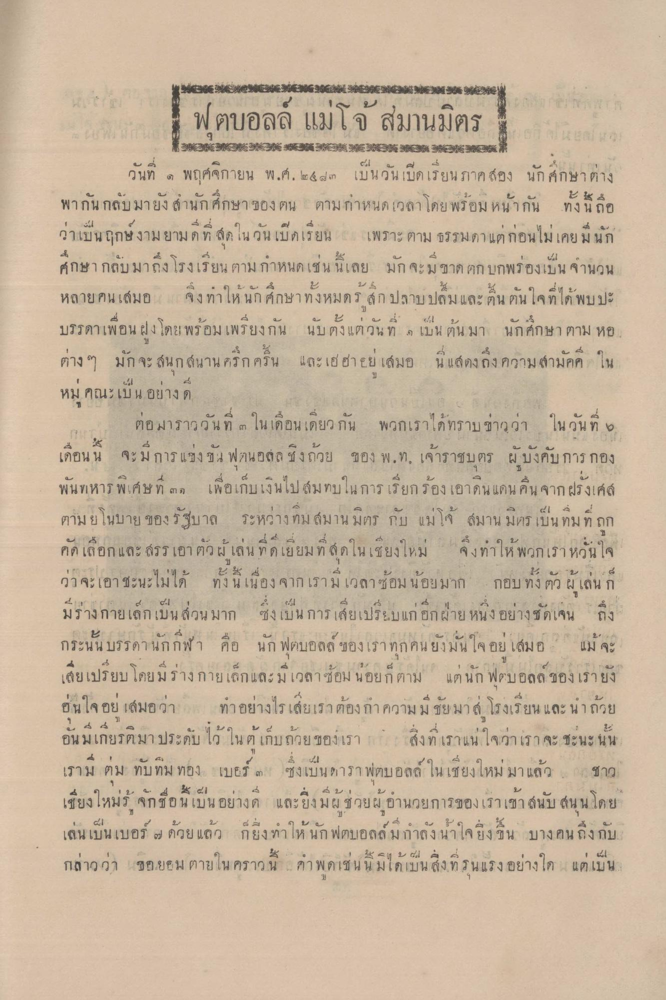 ฟุตบอลล์ แม่โจ้ สมานมิตร
วันที่ ๑ พฤศจิกายน พ.ศ. ๒๔๘๓ เป็นวันเปิดเรียนภาคสอง นักศึกษาต่าง
พากันกลับมายังสำนักศึกษาของตน ตามกำหนดเวลาโดยพร้อมหน้ากัน ทั้งนี้ถือ
ว่าเป็นฤกษ์งามยามดีที่สุดในวันเปิดเรียน เพราะตามธรรมดาแต่ก่อนไม่เคยมีนัก
ศึกษากลับมาถึงโรงเรียนตามกำหนดเช่นนี้เลย มักจะมีขาดตกบกพร่องเป็นจำนวน
หลายคนเสมอ จึงทำให้นักศึกษาทั้งหมดรู้สึกปลาบปลื้มและตื้นตันใจที่ได้พบปะ
บรรดาเพื่อนฝูงโดยพร้อมเพรียงกัน นับตั้งแต่วันที่ ๑ เป็นต้นมา นักศึกษาตามหอ
ต่างๆ มักจะสนุกสนานครึกครื้น และเฮฮาอยู่เสมอ นี่แสดงถึงความสามัคคี ใน
หมู่คณะเป็นอย่างดี
ต่อมาราววันที่ ๓ ในเดือนเดียวกัน พวกเราได้ทราบข่าวว่า ในวันที่ ๖
เดือนนี้ จะมีการแข่งขันฟุตบอลลชิงถ้วย ของ พ.ท. เจ้าราชบุตร ผู้บังคับการกอง
พันทหารพิเศษที่ ๓๑ เพื่อเก็บเงินไปสมทบในการเรียกร้องเอาดินแดนคืนจากฝรั่งเศส
ตามยโนบายของรัฐบาล ระหว่างทีมสมานมิตร กับ แม่โจ้ สมานมิตรเป็นทีมที่ถูก
คัดเลือกและสรรเอาตัวผู้เล่นที่ดีเยี่ยมที่สุดในเชียงใหม่ จึงทำให้พวกเราหวั่นใจ
ว่าจะเอาชะนะไม่ได้ ทั้งนี้เนื่องจากเรามีเวลาซ้อมน้อยมาก กอบทั้งตัวผู้เล่นก็
มีร่างกายเล็กเป็นส่วนมาก ซึ่งเป็นการเสียเปรียบแก่อีกฝ่ายหนึ่งอย่างชัดเจน ถึง
กระนั้นบรรดานักกีฬา คือ นักฟุตบอลล์ของเราทุกคนยังมั่นใจอยู่เสมอ แม้จะ
เสียเปรียบโดยมีร่างกายเล็กและมีเวลาซ้อมน้อยก็ตาม แต่นักฟุตบอลล์ของเรายัง
อุ่นใจอยู่เสมอว่า ทำอย่างไรเสียเราต้องกำความมีชัยมาสู่โรงเรียนและนำถ้วย
อันมีเกียรติมาประดับไว้ในตู้เก็บถ้วยของเรา สิ่งที่เราแน่ใจว่าเราจะชะนะนั้น
เรามี ตุ่ม ทับทิมทอง เบอร์ ๓ ซึ่งเป็นดาราฟุตบอลล์ในเชียงใหม่มาแล้ว ชาว
เชียงใหม่รู้จักชื่อนี้เป็นอย่างดี และยิ่งมีผู้ช่วยผู้อำนวยการของเราเข้าสนับสนุนโดย
เล่นเป็นเบอร์ ๗ ด้วยแล้ว ก็ยิ่งทำให้นักฟตบอลล์มีกำลังน้ำใจยิ่งขึ้น บางคนถึงกับ
กล่าวว่า ขอยอมตายในคราวนี้ คำพูดเช่นนี้มิได้เป็นสิ่งที่รุนแรงอย่างใด แต่เป็น